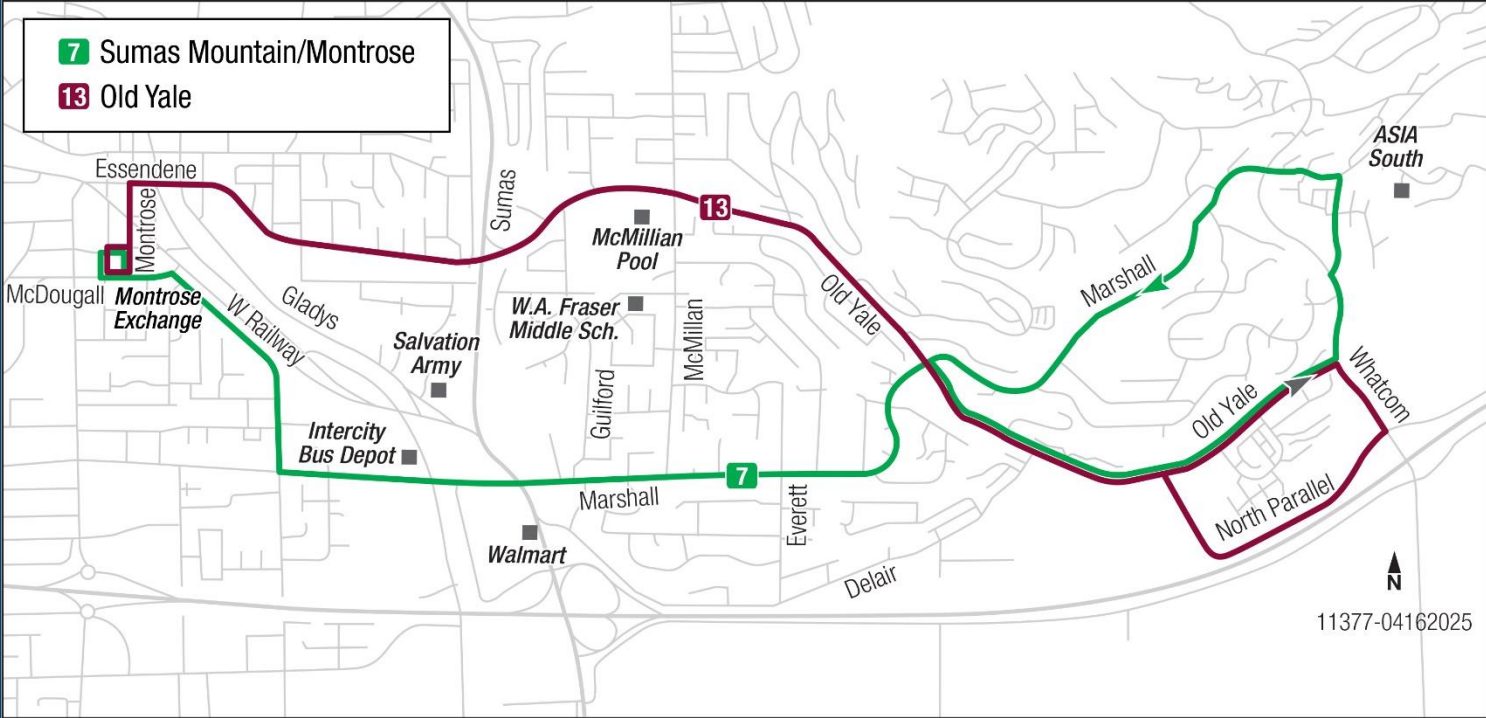 7 Sumas Mountain/Montrose
13 Old Yale
ASIA
South
Essendene
Montrose
Sumas
13
McMillian
Pool
McDougall
Montrose
Exchange
Gladys
W Railway
W.A. Fraser
Middle Sch.
Old Yale
Marshall
Salvation
Army
McMillan
Guilford
Whatcom
Old Yale
Intercity
Bus Depot
7
Marshall
Everett
North Parallel
Walmart
Delair
N
11377-04162025